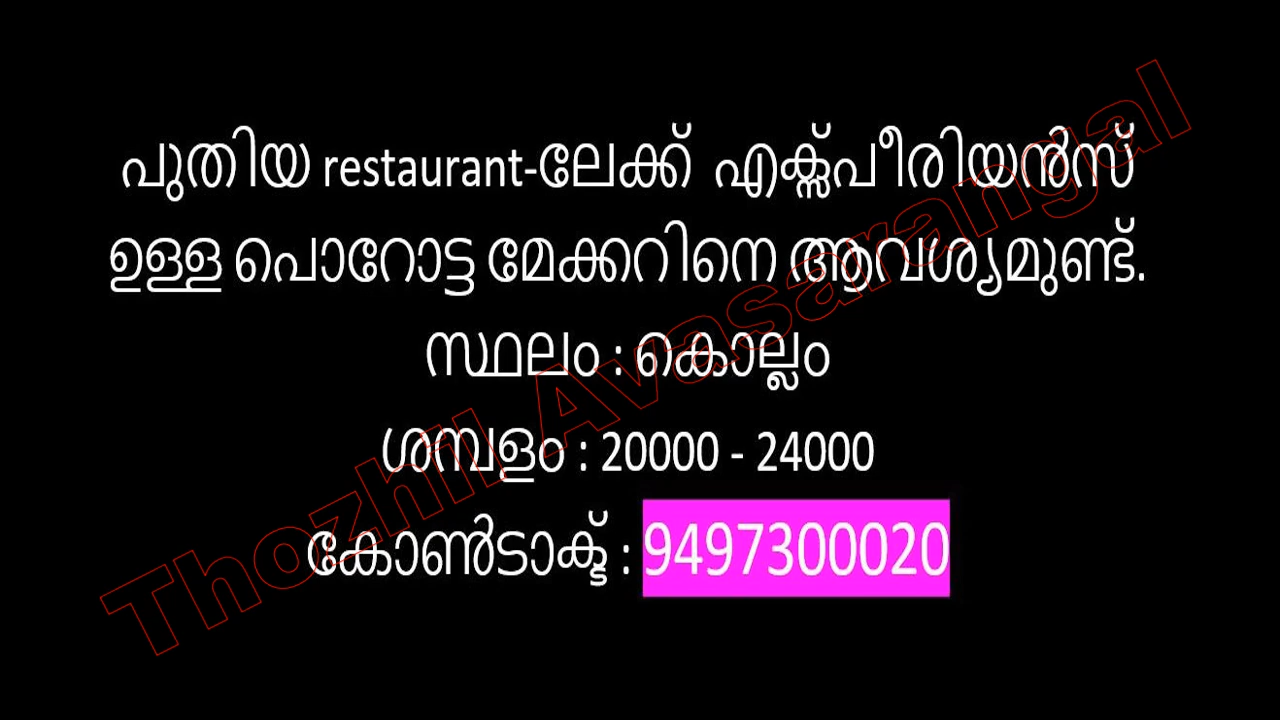 പുതിയ restaurant-ലേക്ക് എക്സ്പീരിയൻസ്
ഉള്ള പൊറോട്ട മേക്കറിനെ ആവശ്യമുണ്ട്.
സ്ഥലം : കൊല്ലം
ശമ്പളം : 20000 - 24000
കോൺടാക്ട് : 9497300020
Thozhil Avasarangal